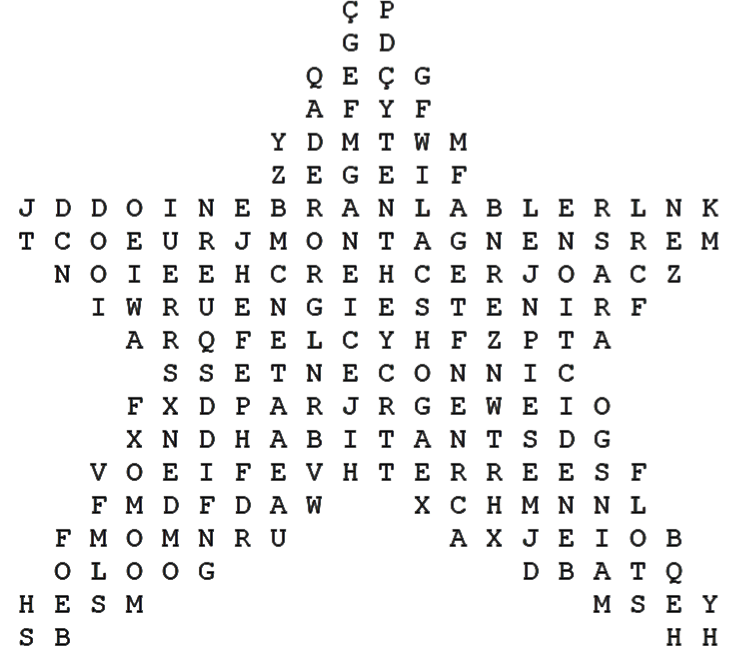 Ç P
G D
Q E Ç G
A F Y F
Y D M T W M
Z E G E I F
J D D O I N E B R A N L A B L E R L N K
T C O E U R J M O N T A G N E N S R E M
N O I E E H C R E H C E R J O A C Z
I W R U E N G I E S T E N I R F
A R Q F E L C Y H F Z P T A
S S E T N E C O N N I C
F X D P A R J R G E W E I O
X N D H A B I T A N T S D G
V O E I F E V H T E R R E E S F
F M D F D A W X C H M N N L
F M O M N R U A X J E I O B
O L O O G D B A T Q
H E S M M S E Y
S B H H